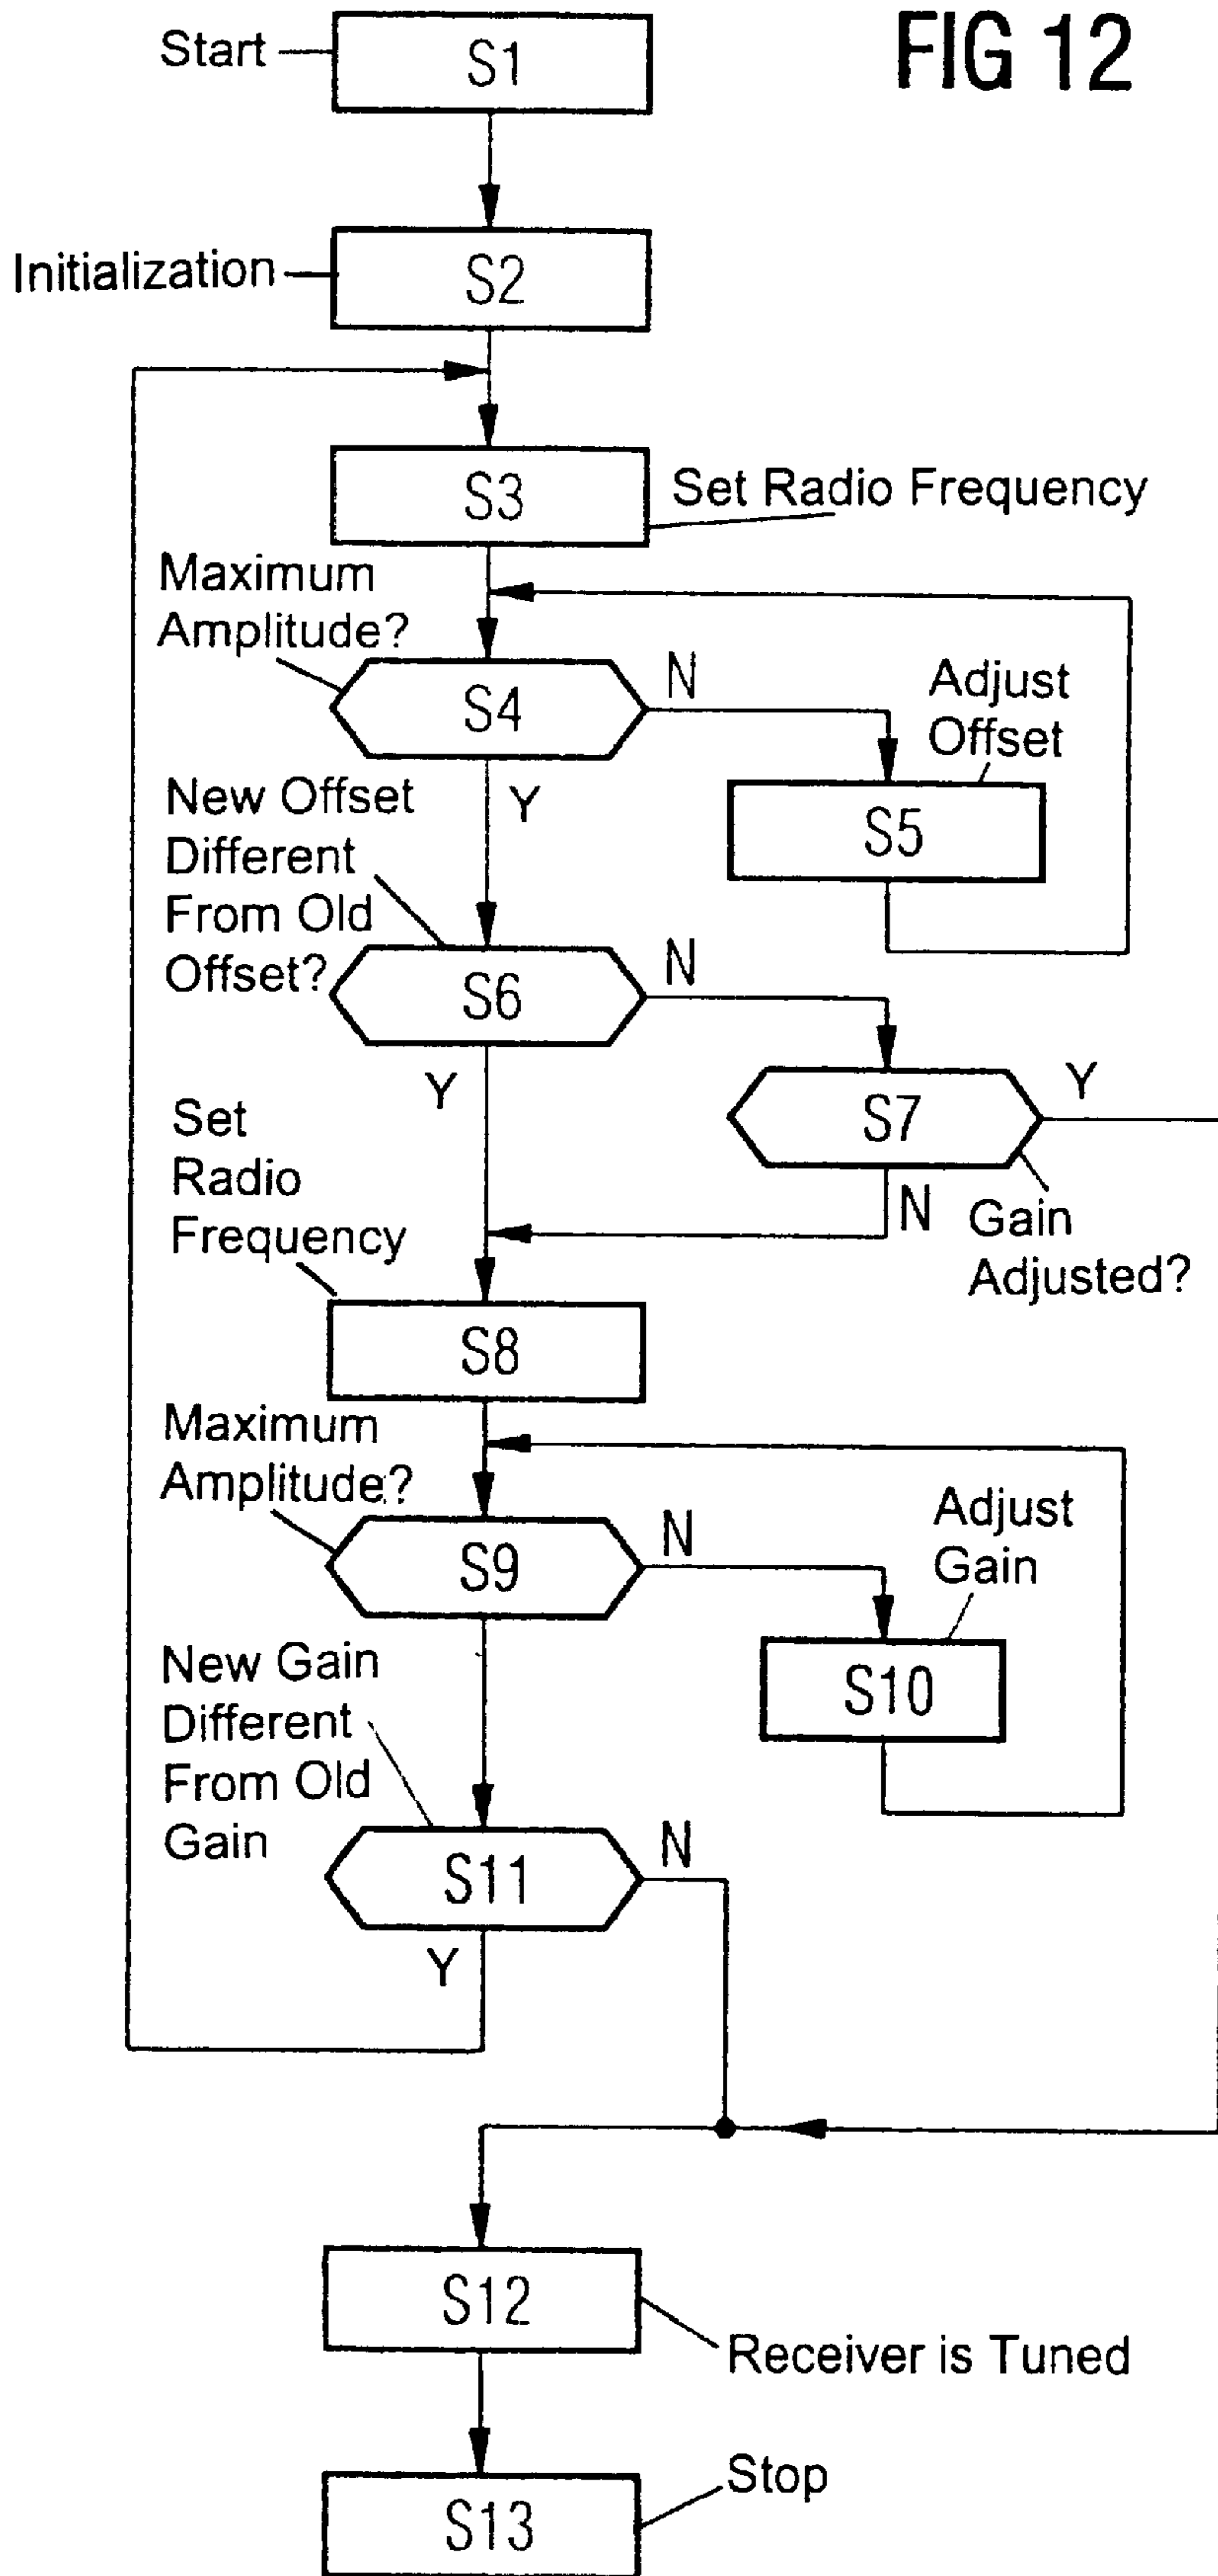 FIG 12
Start
S1
Initialization
S2
S3
Set Radio Frequency
Maximum
Amplitude?
S4
N
Y
Adjust
Offset
S5
New Offset
Different
From Old
Offset?
S6
N
Y
S7
Y
N
Gain
Adjusted?
Set
Radio
Frequency
S8
Maximum
Amplitude?
S9
N
Adjust
Gain
S10
New Gain
Different
From Old
Gain
S11
N
Y
S12
Receiver is Tuned
S13
Stop